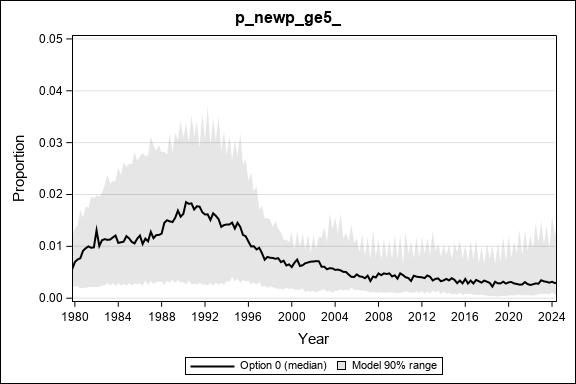 p_newp_ge5_
0.05
0.04
0.03
0.02
0.01
0.00
Proportion
1980 1984 1988 1992 1996 2000 2004 2008 2012 2016 2020 2024
Year
Option 0 (median) Model 90% range